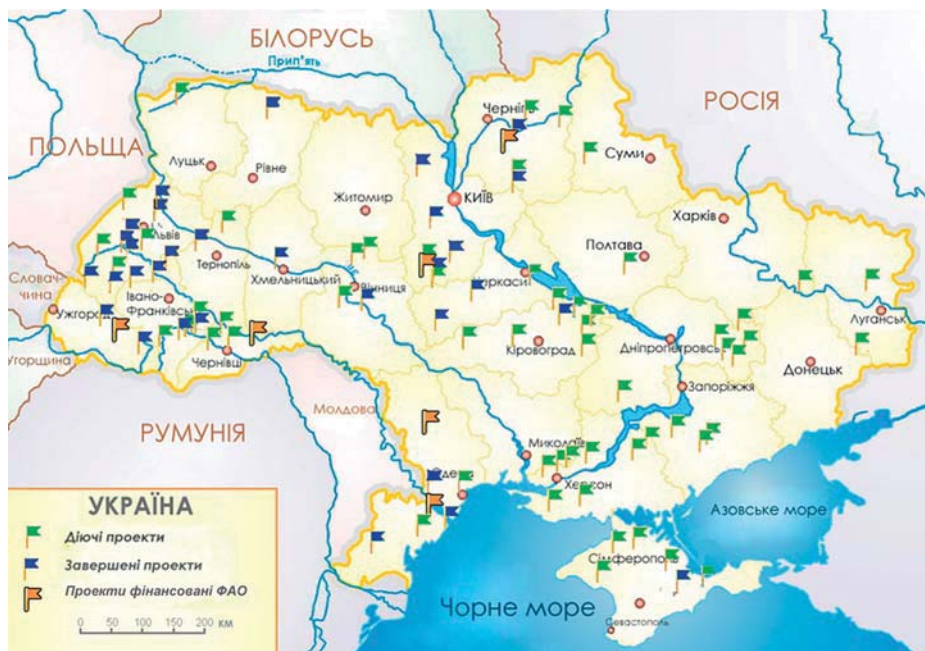 БІЛОРУСЬ
Прип'ять
РОСІЯ
ПОЛЬЩА
Чернігів
Суми
Луцьк
Рівне
Житомир
КИЇВ
Харків
Львів
Полтава
Тернопіль
Хмельницький
Словач-
чина
Вінниця
Черкаси
Івано-
Франківськ
Ужгород
Луганськ
Угорщина
Чернівці
Кіровоград
Дніпропетровськ
Донецьк
Запоріжжя
Молдова
РУМУНІЯ
Миколаїв
Одеса
Херсон
УКРАЇНА
Діючі проекти
Завершені проекти
Проекти фінансовані ФАО
0 50 100 150 200 км
Азовське море
Сімферополь
Чорне море
Севастополь